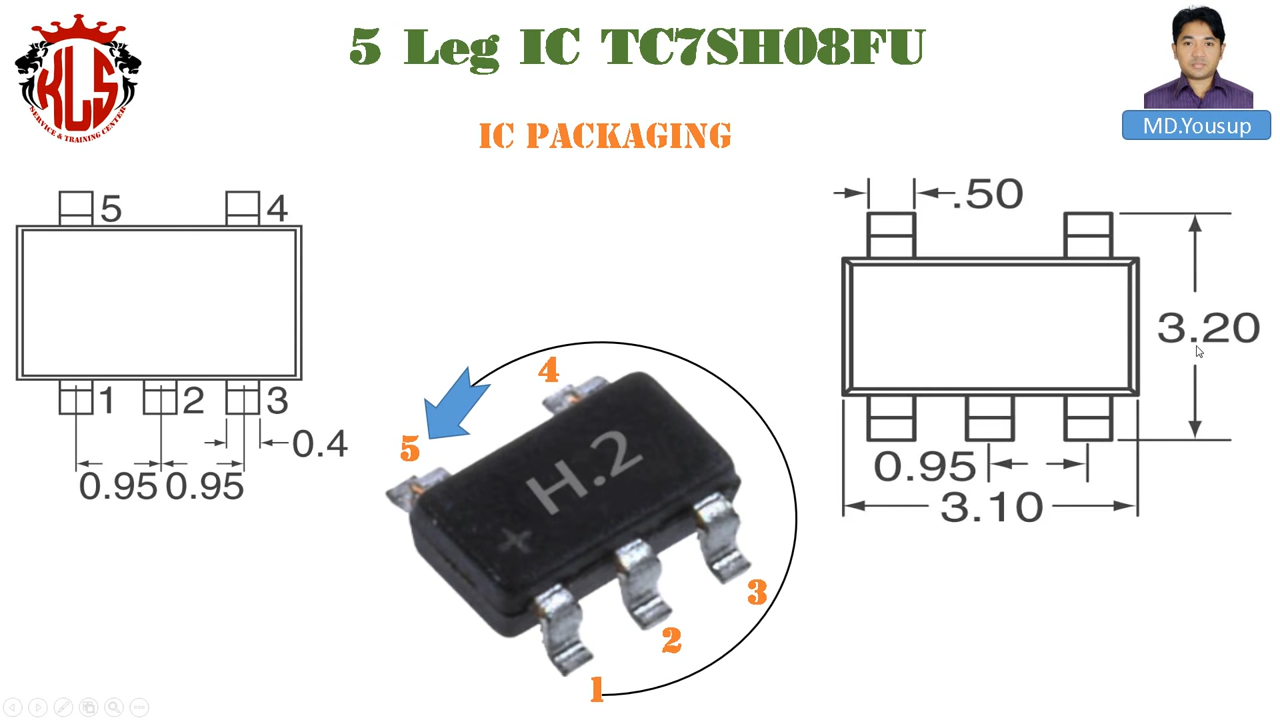 5 Leg IC TC7SH08FU
KLS
SERVICE & TRAINING CENTER
MD.Yousup
IC PACKAGING
5 4
1 2 3
0.4
0.95 0.95
4
5
H.2
+
3
2
1
.50
3.20
0.95
3.10